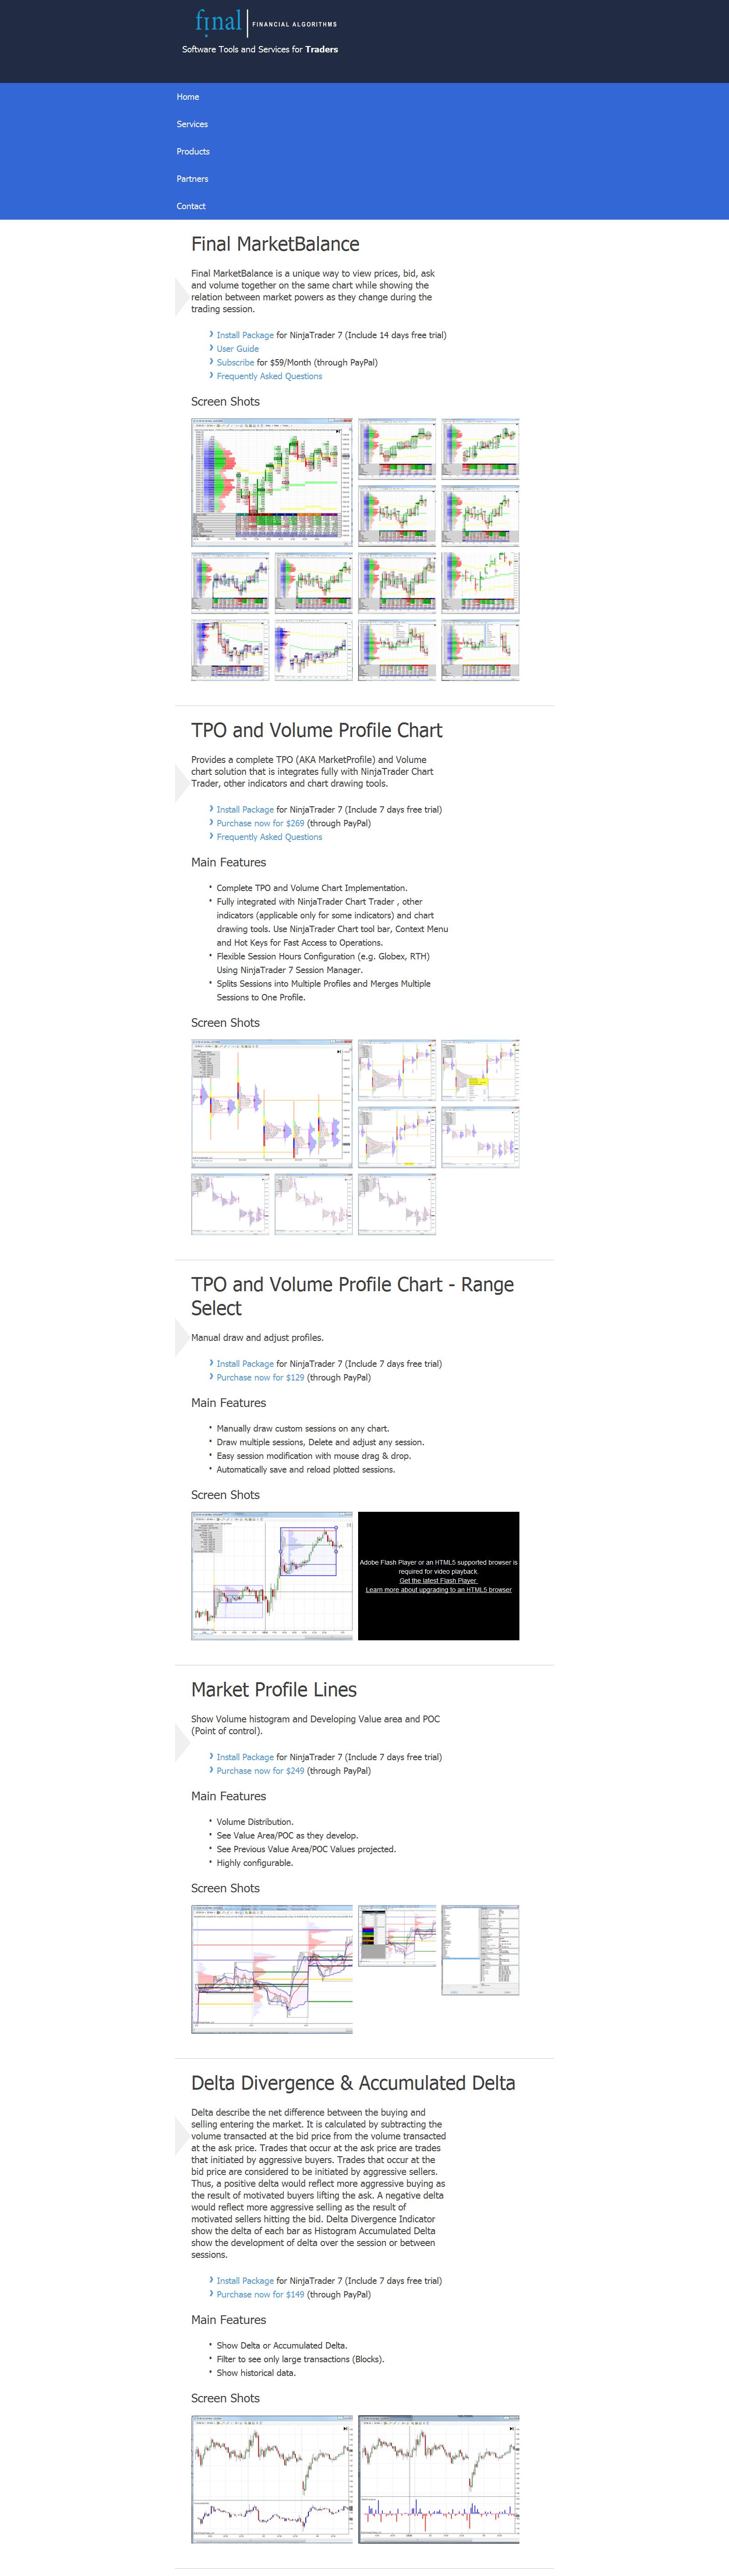 final FINANCIAL ALGORITHMS
Software Tools and Services for Traders
Home
Services
Products
Partners
Contact
Final MarketBalance
Final MarketBalance is a unique way to view prices, bid, ask
and volume together on the same chart while showing the
relation between market powers as they change during the
trading session.
Install Package for NinjaTrader 7 (Include 14 days free trial)
User Guide
Subscribe for $59/Month (through PayPal)
Frequently Asked Questions
Screen Shots
TPO and Volume Profile Chart
Provides a complete TPO (AKA MarketProfile) and Volume
chart solution that is integrates fully with NinjaTrader Chart
Trader, other indicators and chart drawing tools.
Install Package for NinjaTrader 7 (Include 7 days free trial)
Purchase now for $269 (through PayPal)
Frequently Asked Questions
Main Features
• Complete TPO and Volume Chart Implementation.
• Fully integrated with NinjaTrader Chart Trader , other
indicators (applicable only for some indicators) and chart
drawing tools. Use NinjaTrader Chart tool bar, Context Menu
and Hot Keys for Fast Access to Operations.
• Flexible Session Hours Configuration (e.g. Globex, RTH)
Using NinjaTrader 7 Session Manager.
• Splits Sessions into Multiple Profiles and Merges Multiple
Sessions to One Profile.
Screen Shots
TPO and Volume Profile Chart - Range
Select
Manual draw and adjust profiles.
Install Package for NinjaTrader 7 (Include 7 days free trial)
Purchase now for $129 (through PayPal)
Main Features
• Manually draw custom sessions on any chart.
• Draw multiple sessions, Delete and adjust any session.
• Easy session modification with mouse drag & drop.
• Automatically save and reload plotted sessions.
Screen Shots
Adobe Flash Player or an HTML5 supported browser is
required for video playback.
Get the latest Flash Player
Learn more about upgrading to an HTML5 browser
Market Profile Lines
Show Volume histogram and Developing Value area and POC
(Point of control).
Install Package for NinjaTrader 7 (Include 7 days free trial)
Purchase now for $249 (through PayPal)
Main Features
• Volume Distribution.
• See Value Area/POC as they develop.
• See Previous Value Area/POC Values projected.
• Highly configurable.
Screen Shots
Delta Divergence & Accumulated Delta
Delta describe the net difference between the buying and
selling entering the market. It is calculated by subtracting the
volume transacted at the bid price from the volume transacted
at the ask price. Trades that occur at the ask price are trades
that initiated by aggressive buyers. Trades that occur at the
bid price are considered to be initiated by aggressive sellers.
Thus, a positive delta would reflect more aggressive buying as
the result of motivated buyers lifting the ask. A negative delta
would reflect more aggressive selling as the result of
motivated sellers hitting the bid. Delta Divergence Indicator
show the delta of each bar as Histogram Accumulated Delta
show the development of delta over the session or between
sessions.
Install Package for NinjaTrader 7 (Include 7 days free trial)
Purchase now for $149 (through PayPal)
Main Features
• Show Delta or Accumulated Delta.
• Filter to see only large transactions (Blocks).
• Show historical data.
Screen Shots